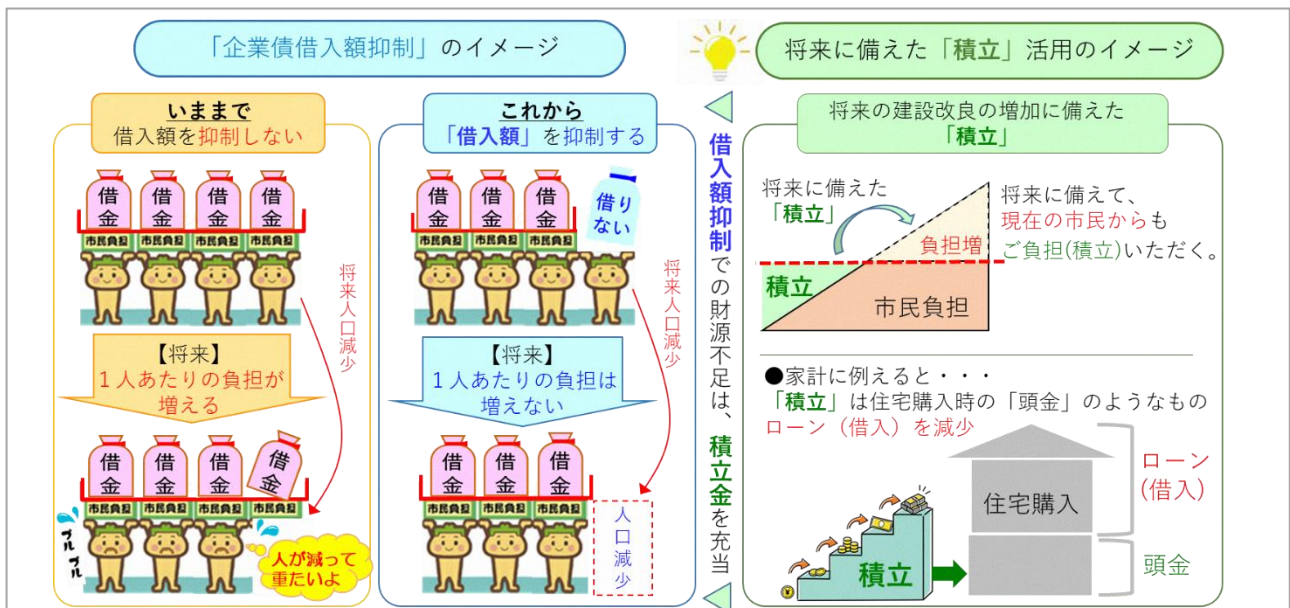 「企業債借入額抑制」のイメージ
いままで
借入額を抑制しない
借金
借金
借金
借金
市民負担
市民負担
市民負担
市民負担
将来人口減少
【将来】
１人あたりの負担が
増える
借金
借金
借金
借金
市民負担
市民負担
市民負担
市民負担
プルプル
人が減って
重たいよ
これから
「借入額」を抑制する
借金
借金
借金
借りない
市民負担
市民負担
市民負担
市民負担
将来人口減少
【将来】
１人あたりの負担は
増えない
借金
借金
借金
市民負担
市民負担
市民負担
人口減少
借入額抑制での財源不足は、積立金を充当
将来に備えた「積立」活用のイメージ
将来の建設改良の増加に備えた
「積立」
将来に備えた
「積立」
負担増
積立
市民負担
将来に備えて、
現在の市民からも
ご負担(積立)いただく。
●家計に例えると・・・
「積立」は住宅購入時の「頭金」のようなもの
ローン（借入）を減少
積立
住宅購入
ローン
(借入)
頭金